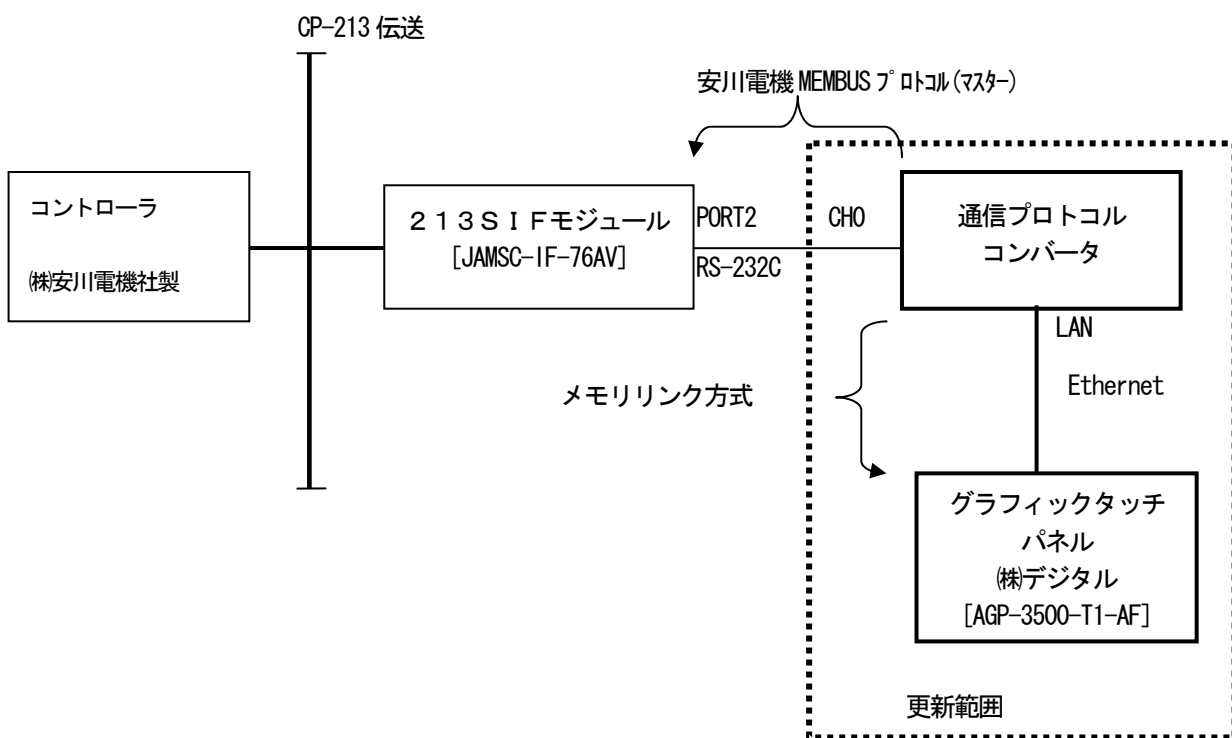 CP-213 伝送
安川電機 MEMBUS プロトコル(マスター)
コントローラ
㈱安川電機社製
213SIFモジュール
[JAMSC-IF-76AV]
PORT2
RS-232C
CH0
通信プロトコル
コンバータ
LAN
Ethernet
メモリリンク方式
グラフィックタッチ
パネル
㈱デジタル
[AGP-3500-T1-AF]
更新範囲